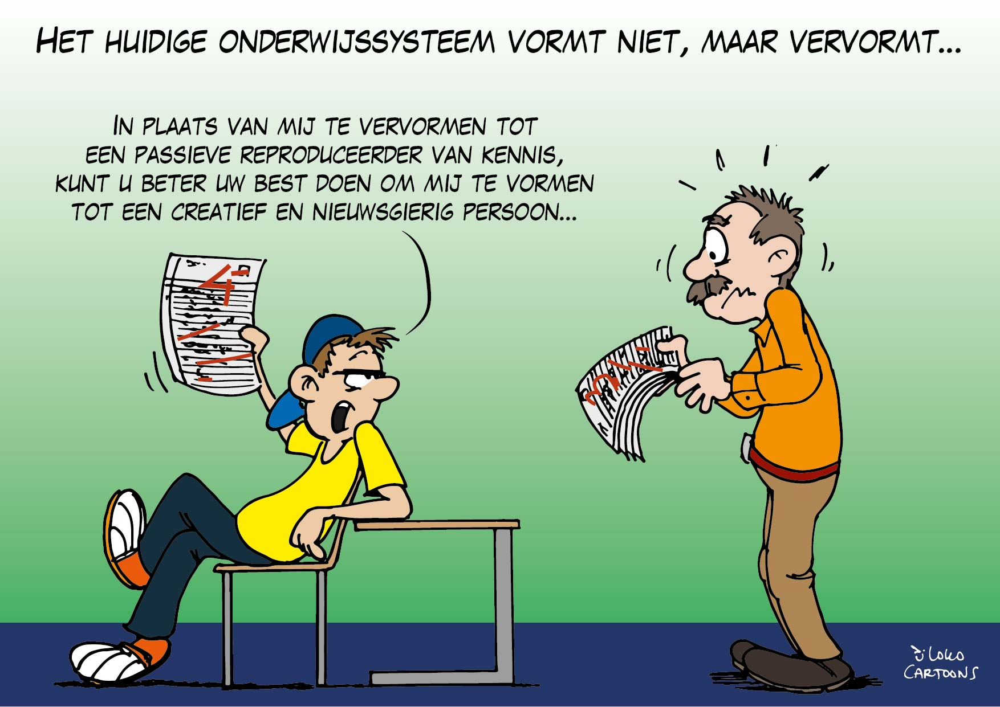 HET HUIDIGE ONDERWIJSSYSTEEM VORMT NIET, MAAR VERVORMT...
IN PLAATS VAN MIJ TE VERVORMEN TOT
EEN PASSIEVE REPRODUCEERDER VAN KENNIS,
KUNT U BETER UW BEST DOEN OM MIJ TE VORMEN
TOT EEN CREATIEF EN NIEUWSGIERIG PERSOON...
4-
3
LOKO
CARTOONS